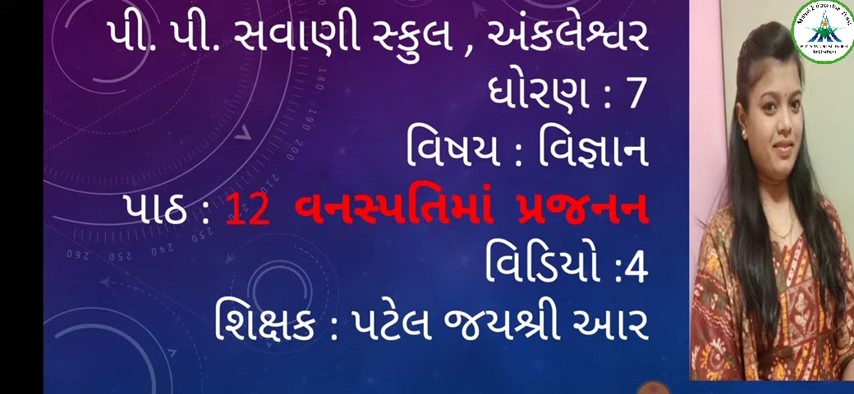 પી. પી. સવાણી સ્કુલ , અંકલેશ્વર
ધોરણ : 7
વિષય : વિજ્ઞાન
પાઠ : 12 વનસ્પતિમાં પ્રજનન
વિડિયો :4
શિક્ષક : પટેલ જયશ્રી આર